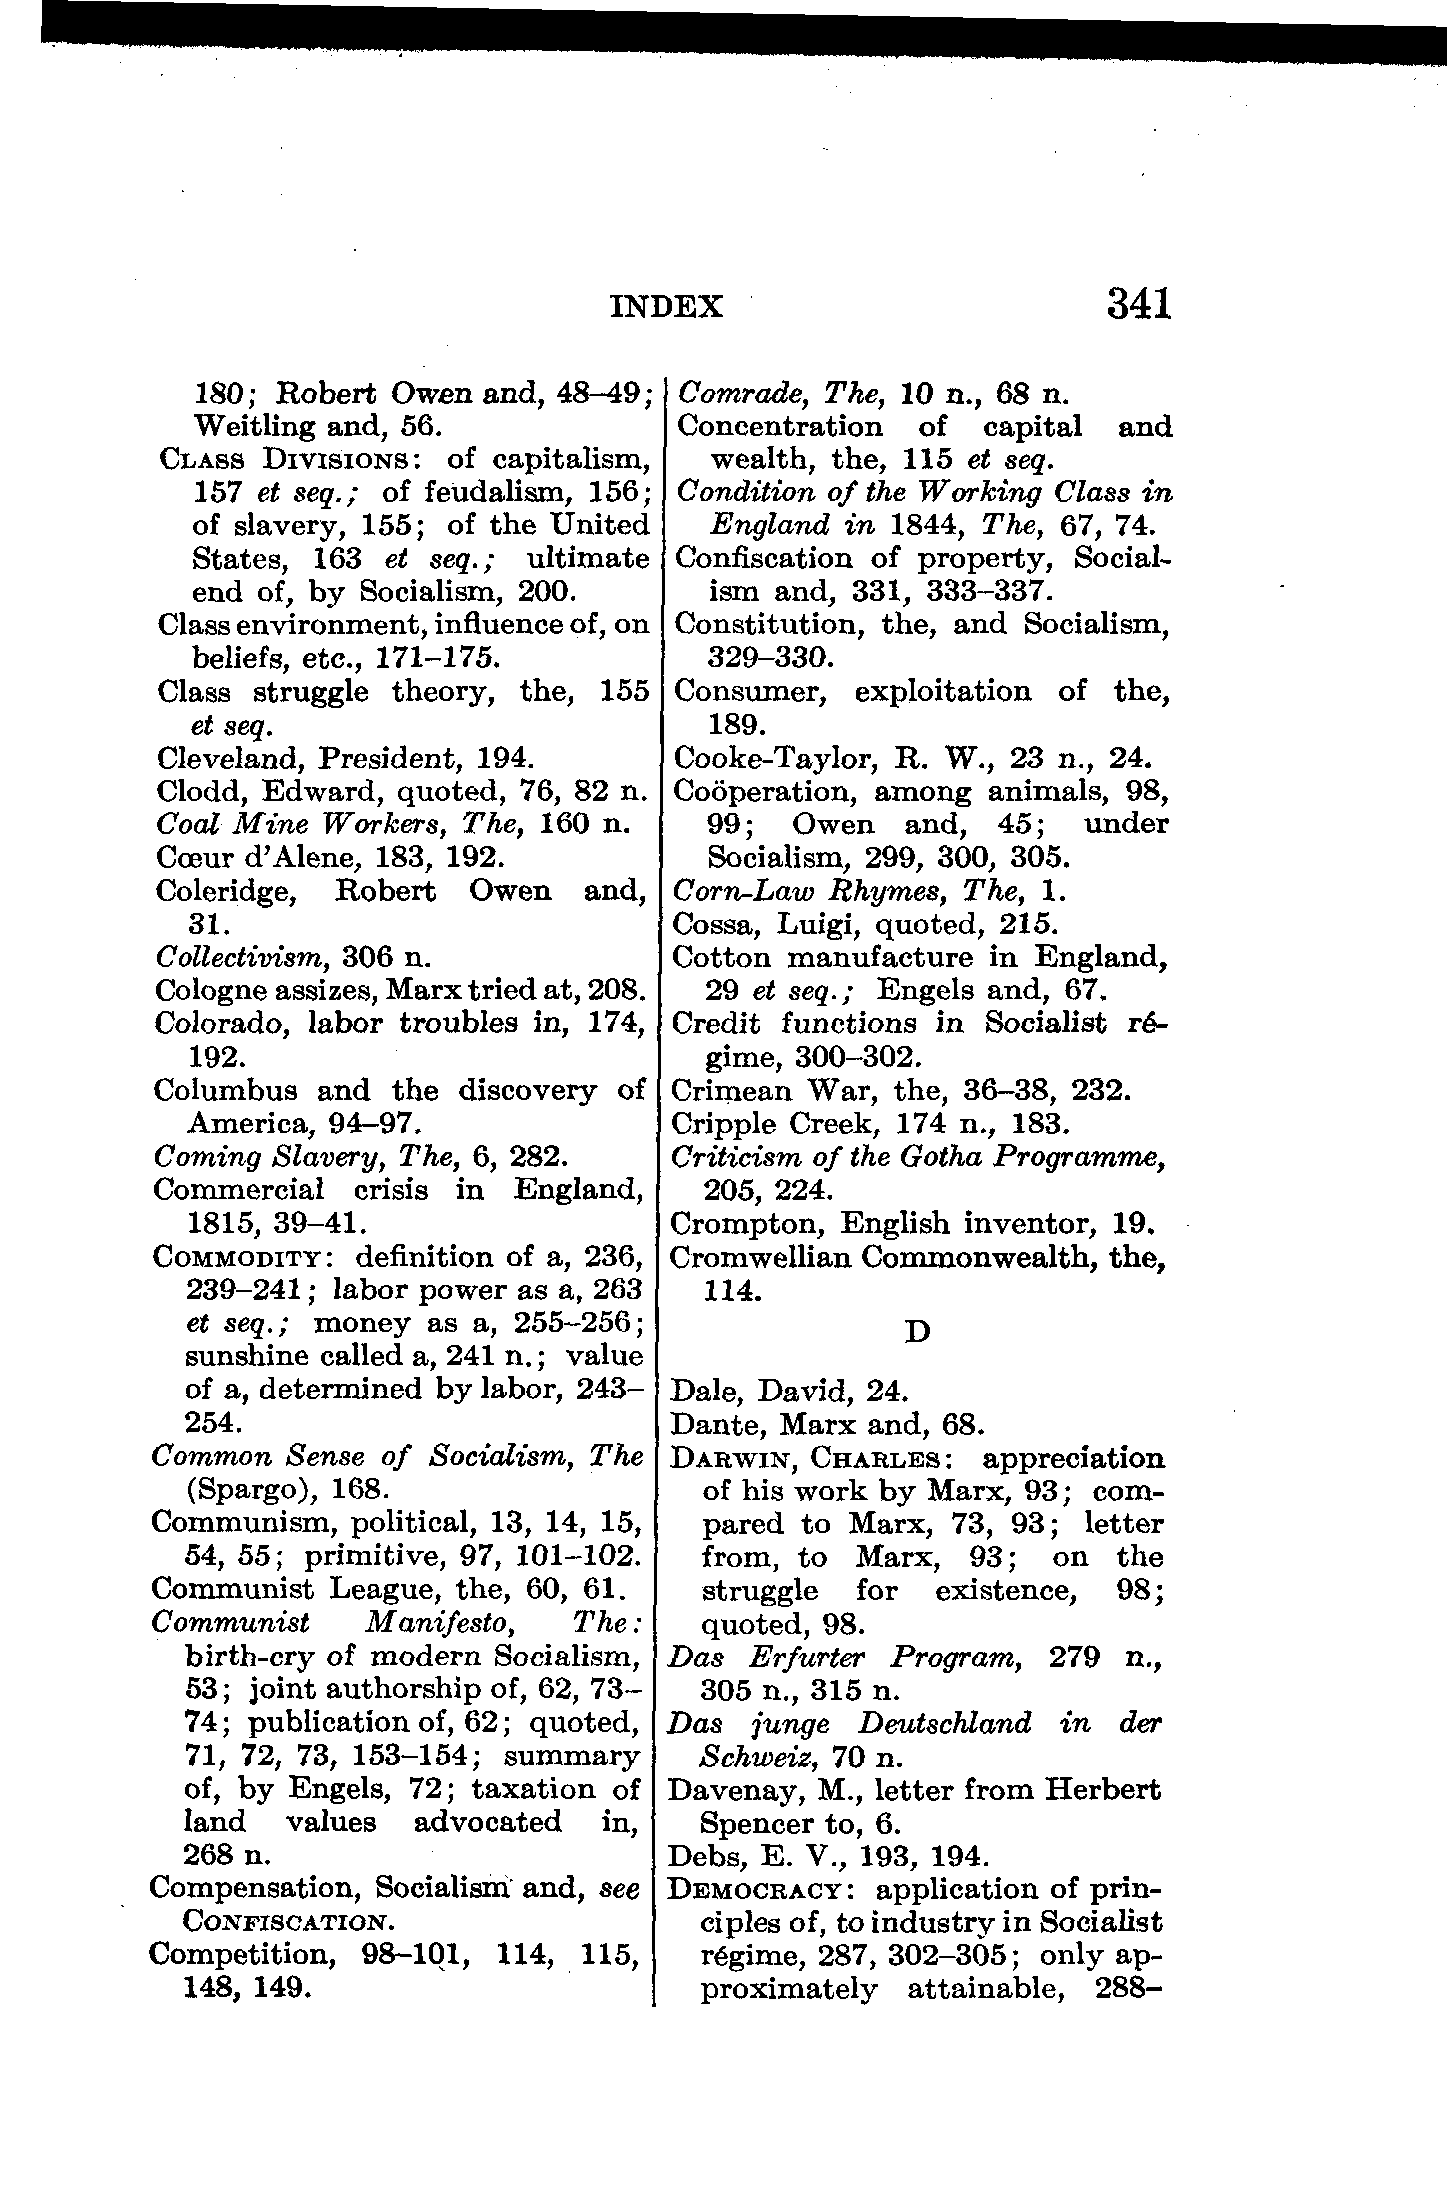 INDEX 341
180; Robert Owen and, 48–49;
Weitling and, 56.
CLASS DIVISIONS: of capitalism,
157 et seq.; of feudalism, 156;
of slavery, 155; of the United
States, 163 et seq.; ultimate
end of, by Socialism, 200.
Class environment, influence of, on
beliefs, etc., 171–175.
Class struggle theory, the, 155
et seq.
Cleveland, President, 194.
Clodd, Edward, quoted, 76, 82 n.
Coal Mine Workers, The, 160 n.
Cœur d'Alene, 183, 192.
Coleridge, Robert Owen and,
31.
Collectivism, 306 n.
Cologne assizes, Marx tried at, 208.
Colorado, labor troubles in, 174,
192.
Columbus and the discovery of
America, 94–97.
Coming Slavery, The, 6, 282.
Commercial crisis in England,
1815, 39–41.
COMMODITY: definition of a, 236,
239–241; labor power as a, 263
et seq.; money as a, 255–256;
sunshine called a, 241 n.; value
of a, determined by labor, 243–
254.
Common Sense of Socialism, The
(Spargo), 168.
Communism, political, 13, 14, 15,
54, 55; primitive, 97, 101–102.
Communist League, the, 60, 61.
Communist Manifesto, The:
birth-cry of modern Socialism,
53; joint authorship of, 62, 73–
74; publication of, 62; quoted,
71, 72, 73, 153–154; summary
of, by Engels, 72; taxation of
land values advocated in,
268 n.
Compensation, Socialism and, see
CONFISCATION.
Competition, 98–101, 114, 115,
148, 149.
Comrade, The, 10 n., 68 n.
Concentration of capital and
wealth, the, 115 et seq.
Condition of the Working Class in
England in 1844, The, 67, 74.
Confiscation of property, Social-
ism and, 331, 333–337.
Constitution, the, and Socialism,
329–330.
Consumer, exploitation of the,
189.
Cooke-Taylor, R. W., 23 n., 24.
Coöperation, among animals, 98,
99; Owen and, 45; under
Socialism, 299, 300, 305.
Corn-Law Rhymes, The, 1.
Cossa, Luigi, quoted, 215.
Cotton manufacture in England,
29 et seq.; Engels and, 67.
Credit functions in Socialist ré-
gime, 300–302.
Crimean War, the, 36–38, 232.
Cripple Creek, 174 n., 183.
Criticism of the Gotha Programme,
205, 224.
Crompton, English inventor, 19.
Cromwellian Commonwealth, the,
114.
D
Dale, David, 24.
Dante, Marx and, 68.
DARWIN, CHARLES: appreciation
of his work by Marx, 93; com-
pared to Marx, 73, 93; letter
from, to Marx, 93; on the
struggle for existence, 98;
quoted, 98.
Das Erfurter Program, 279 n.,
305 n., 315 n.
Das junge Deutschland in der
Schweiz, 70 n.
Davenay, M., letter from Herbert
Spencer to, 6.
Debs, E. V., 193, 194.
DEMOCRACY: application of prin-
ciples of, to industry in Socialist
régime, 287, 302–305; only ap-
proximately attainable, 288–